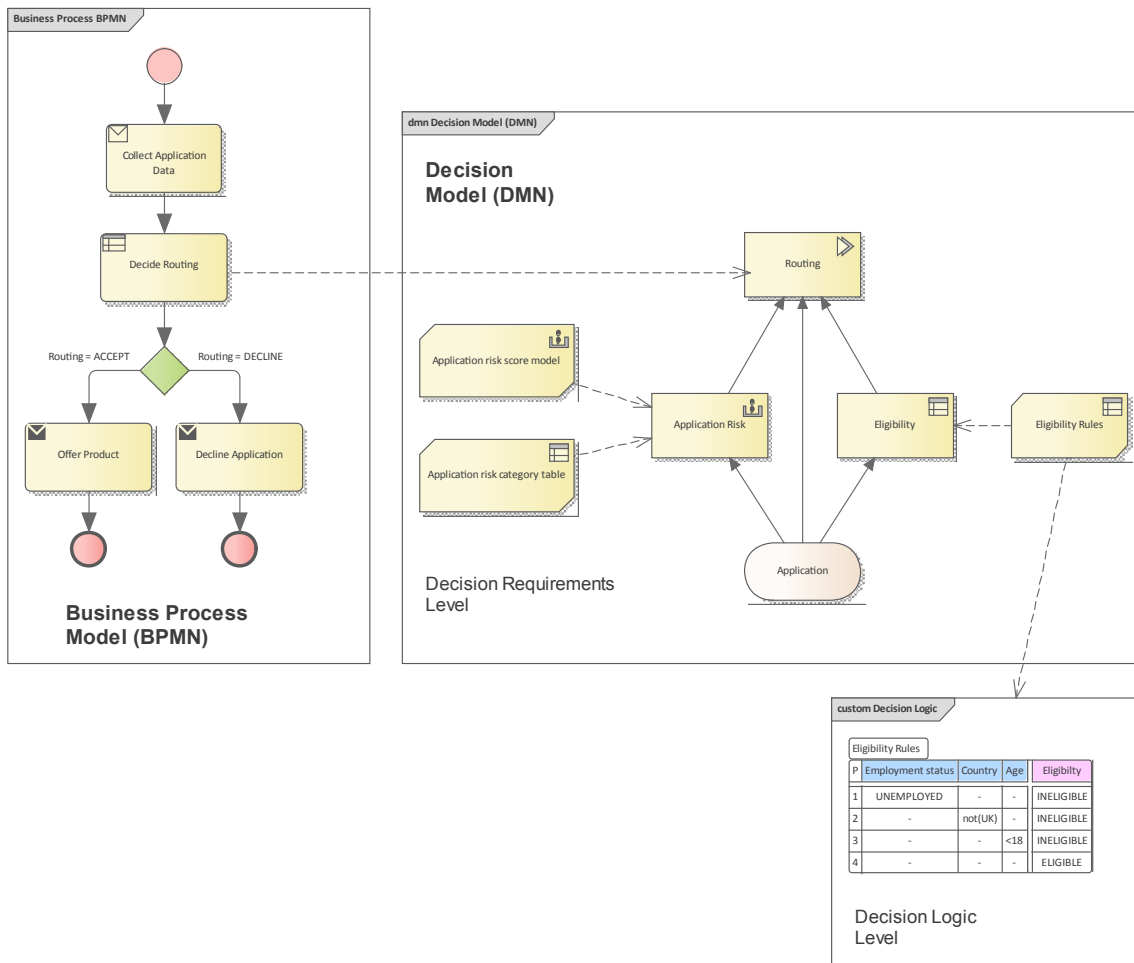 Business Process BPMN
Collect Application
Data
Decide Routing
Routing = ACCEPT
Routing = DECLINE
Offer Product
Decline Application
Business Process
Model (BPMN)
dmn Decision Model (DMN)
Decision
Model (DMN)
Routing
Application risk score model
Application Risk
Eligibility
Eligibility Rules
Application risk category table
Application
Decision Requirements
Level
custom Decision Logic
Eligibility Rules
P Employment status Country Age Eligibilty
1 UNEMPLOYED - - INELIGIBLE
2 - not(UK) - INELIGIBLE
3 - - <18 INELIGIBLE
4 - - - ELIGIBLE
Decision Logic
Level